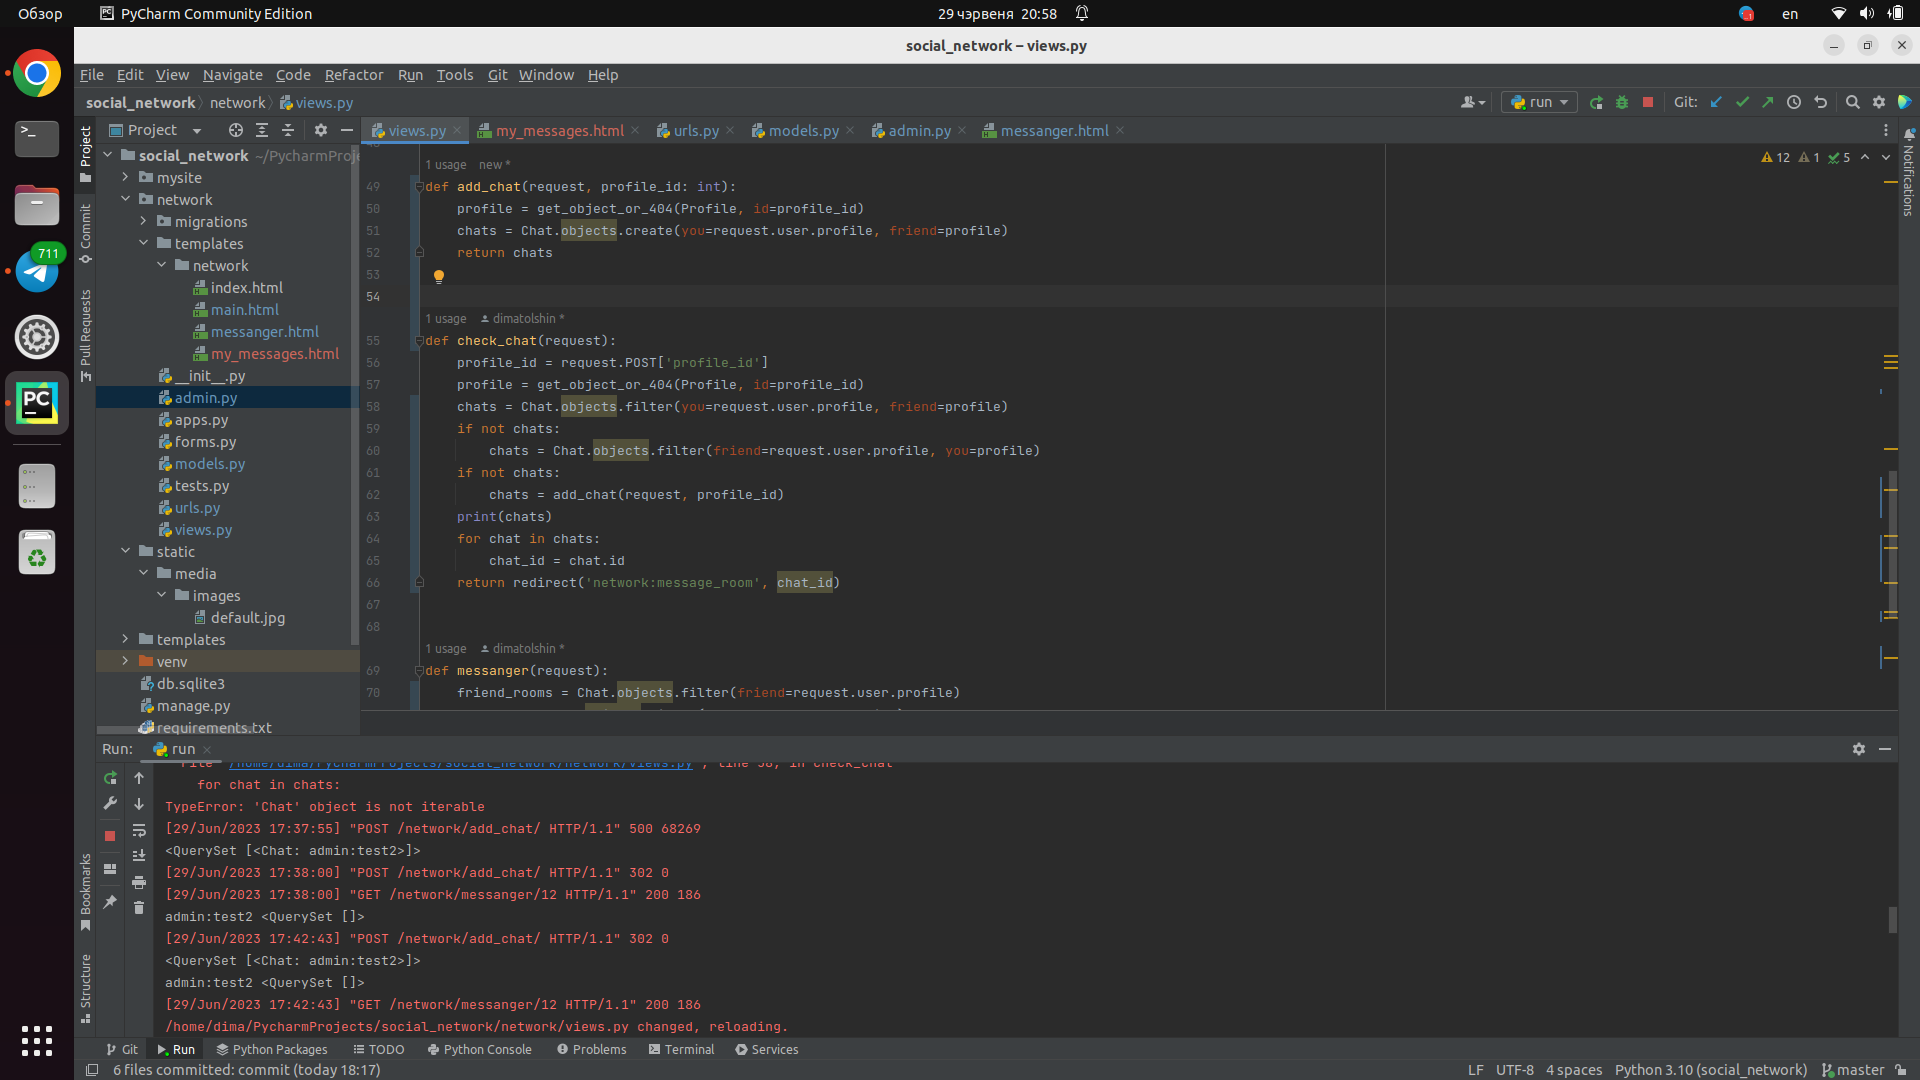 Обзор
PyCharm Community Edition
29 чэрвеня 20:58
en
social_network – views.py
File Edit View Navigate Code Refactor Run Tools Git Window Help
social_network network views.py
run
Git:
Project
views.py
my_messages.html
urls.py
models.py
admin.py
messanger.html
Project
Commit
Pull Requests
Bookmarks
Structure
Notifications
711
social_network ~/PycharmProje
mysite
network
migrations
templates
network
index.html
main.html
messanger.html
my_messages.html
__init__.py
admin.py
apps.py
forms.py
models.py
tests.py
urls.py
views.py
static
media
images
default.jpg
templates
venv
db.sqlite3
manage.py
requirements.txt
12 1 5
1 usage new *
49 def add_chat(request, profile_id: int):
50 profile = get_object_or_404(Profile, id=profile_id)
51 chats = Chat.objects.create(you=request.user.profile, friend=profile)
52 return chats
53
54
1 usage dimatolshin *
55 def check_chat(request):
56 profile_id = request.POST['profile_id']
57 profile = get_object_or_404(Profile, id=profile_id)
58 chats = Chat.objects.filter(you=request.user.profile, friend=profile)
59 if not chats:
60 chats = Chat.objects.filter(friend=request.user.profile, you=profile)
61 if not chats:
62 chats = add_chat(request, profile_id)
63 print(chats)
64 for chat in chats:
65 chat_id = chat.id
66 return redirect('network:message_room', chat_id)
67
68
1 usage dimatolshin *
69 def messanger(request):
70 friend_rooms = Chat.objects.filter(friend=request.user.profile)
Run: run
File "/home/dima/PycharmProjects/social_network/network/views.py", line 58, in check_chat
for chat in chats:
TypeError: 'Chat' object is not iterable
[29/Jun/2023 17:37:55] "POST /network/add_chat/ HTTP/1.1" 500 68269
<QuerySet [<Chat: admin:test2>]>
[29/Jun/2023 17:38:00] "POST /network/add_chat/ HTTP/1.1" 302 0
[29/Jun/2023 17:38:00] "GET /network/messanger/12 HTTP/1.1" 200 186
admin:test2 <QuerySet []>
[29/Jun/2023 17:42:43] "POST /network/add_chat/ HTTP/1.1" 302 0
<QuerySet [<Chat: admin:test2>]>
admin:test2 <QuerySet []>
[29/Jun/2023 17:42:43] "GET /network/messanger/12 HTTP/1.1" 200 186
/home/dima/PycharmProjects/social_network/network/views.py changed, reloading.
Git Run Python Packages TODO Python Console Problems Terminal Services
6 files committed: commit (today 18:17)
LF UTF-8 4 spaces Python 3.10 (social_network) master